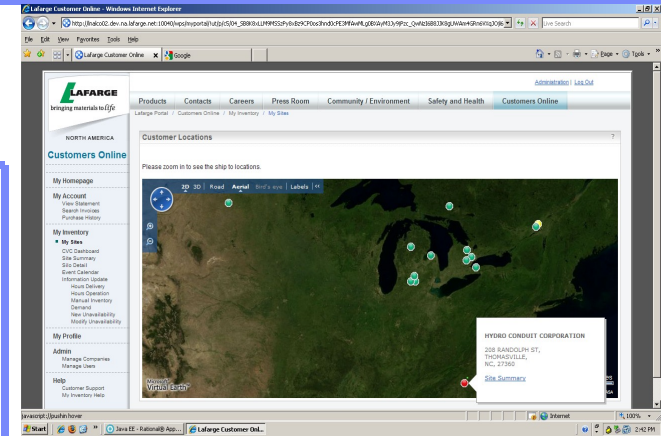 Lafarge Customer Online - Windows Internet Explorer
Live Search
File Edit View Favorites Tools Help
Lafarge Customer Online
Google
Page
Tools
Administration | Log Out
LAFARGE
bringing materials to life
Products Contacts Careers Press Room Community / Environment Safety and Health Customers Online
Lafarge Portal / Customers Online / My Inventory / My Sites
NORTH AMERICA
Customers Online
Customer Locations ?
Please zoom in to see the ship to locations.
My Homepage
My Account
View Statement
Search Invoices
Purchase History
My Inventory
My Sites
CVC Dashboard
Site Summary
Silo Detail
Event Calendar
Information Update
Hours Delivery
Hours Operation
Manual Inventory
Demand
New Unavailability
Modify Unavailability
My Profile
Admin
Manage Companies
Manage Users
Help
Customer Support
My Inventory Help
2D 3D | Road Aerial Bird's eye | Labels | <<
HYDRO CONDUIT CORPORATION
208 RANDOLPH ST,
THOMASVILLE,
NC, 27360
Site Summary
Microsoft
Virtual Earth
javascript://pushin hover
Internet
100%
Start
Java EE - Rational® App...
Lafarge Customer Onl...
2:42 PM